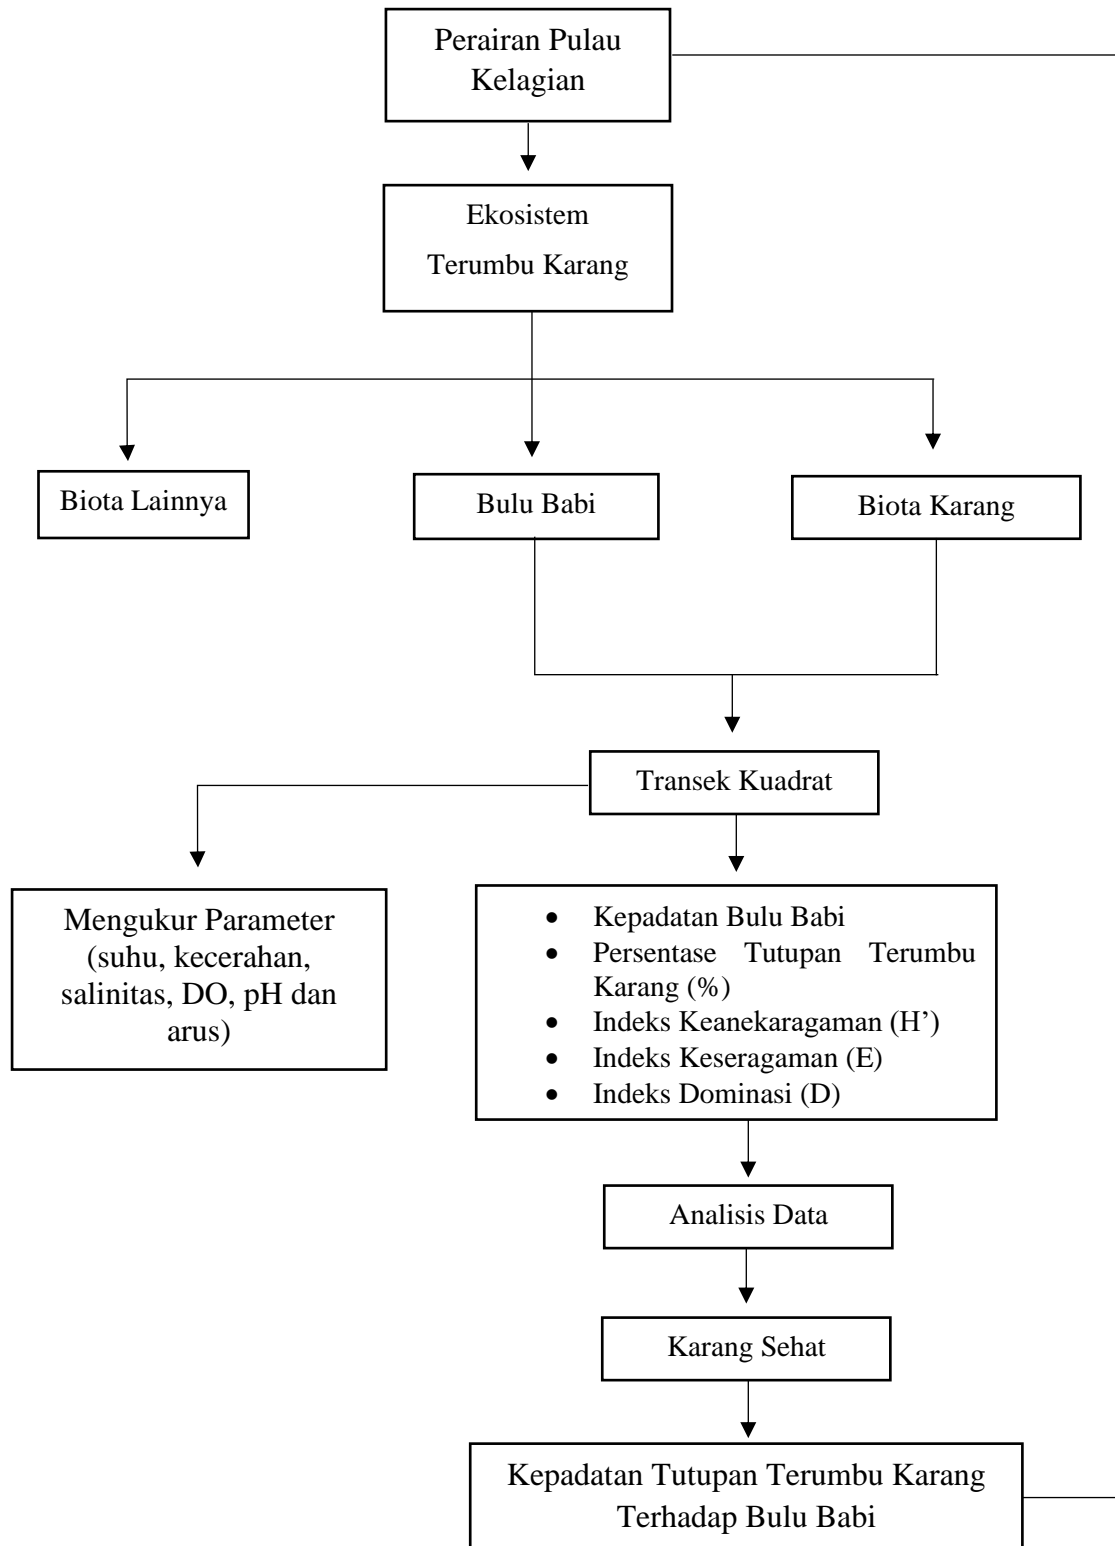 Perairan Pulau
Kelagian
Ekosistem
Terumbu Karang
Biota Lainnya
Bulu Babi
Biota Karang
Transek Kuadrat
Mengukur Parameter
(suhu, kecerahan,
salinitas, DO, pH dan
arus)
• Kepadatan Bulu Babi
• Persentase Tutupan Terumbu
Karang (%)
• Indeks Keanekaragaman (H’)
• Indeks Keseragaman (E)
• Indeks Dominasi (D)
Analisis Data
Karang Sehat
Kepadatan Tutupan Terumbu Karang
Terhadap Bulu Babi